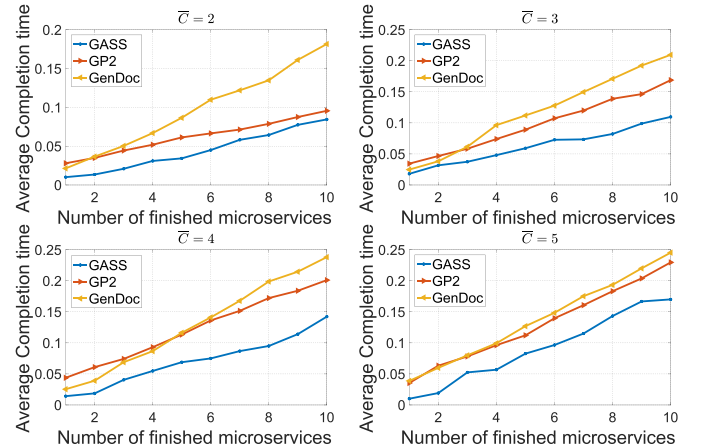 C̅ = 2
0.2
0.15
0.1
0.05
0
Average Completion time
GASS
GP2
GenDoc
2 4 6 8 10
Number of finished microservices
C̅ = 3
0.25
0.2
0.15
0.1
0.05
0
Average Completion time
GASS
GP2
GenDoc
2 4 6 8 10
Number of finished microservices
C̅ = 4
0.25
0.2
0.15
0.1
0.05
0
Average Completion time
GASS
GP2
GenDoc
2 4 6 8 10
Number of finished microservices
C̅ = 5
0.25
0.2
0.15
0.1
0.05
0
Average Completion time
GASS
GP2
GenDoc
2 4 6 8 10
Number of finished microservices